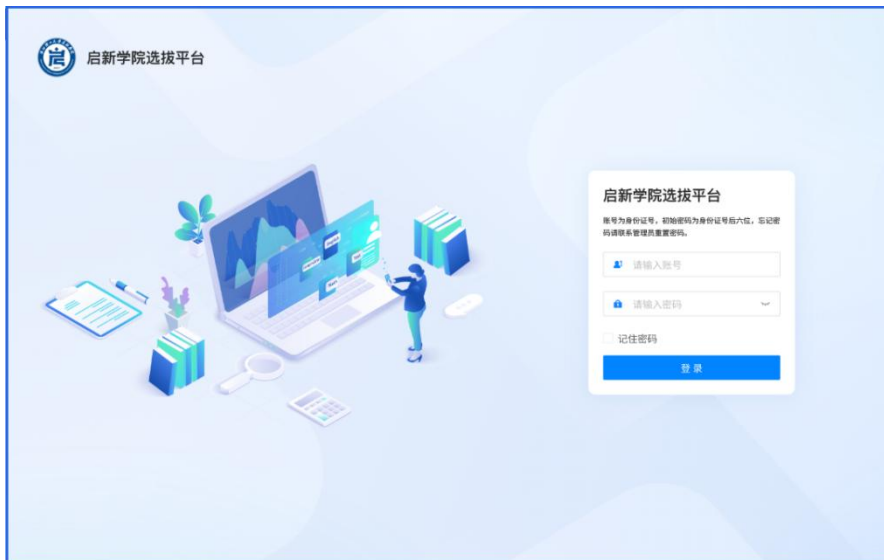 启新学院选拔平台
启新学院选拔平台
账号为身份证号，初始密码为身份证号后六位，忘记密
码请联系管理员重置密码。
请输入账号
请输入密码
记住密码
登 录